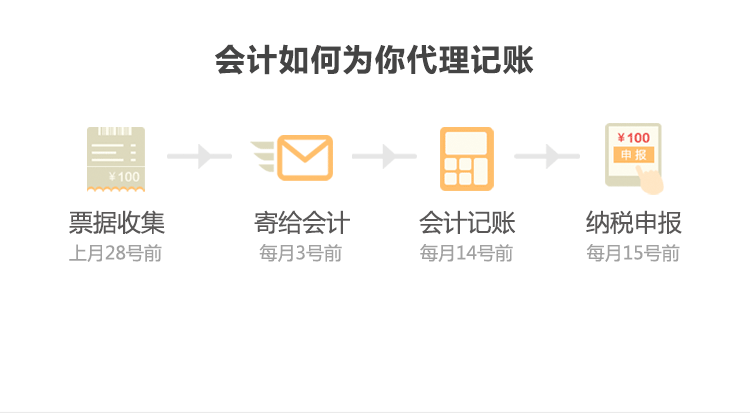 会计如何为你代理记账
¥100
¥100
申报
票据收集
寄给会计
会计记账
纳税申报
上月28号前
每月3号前
每月14号前
每月15号前